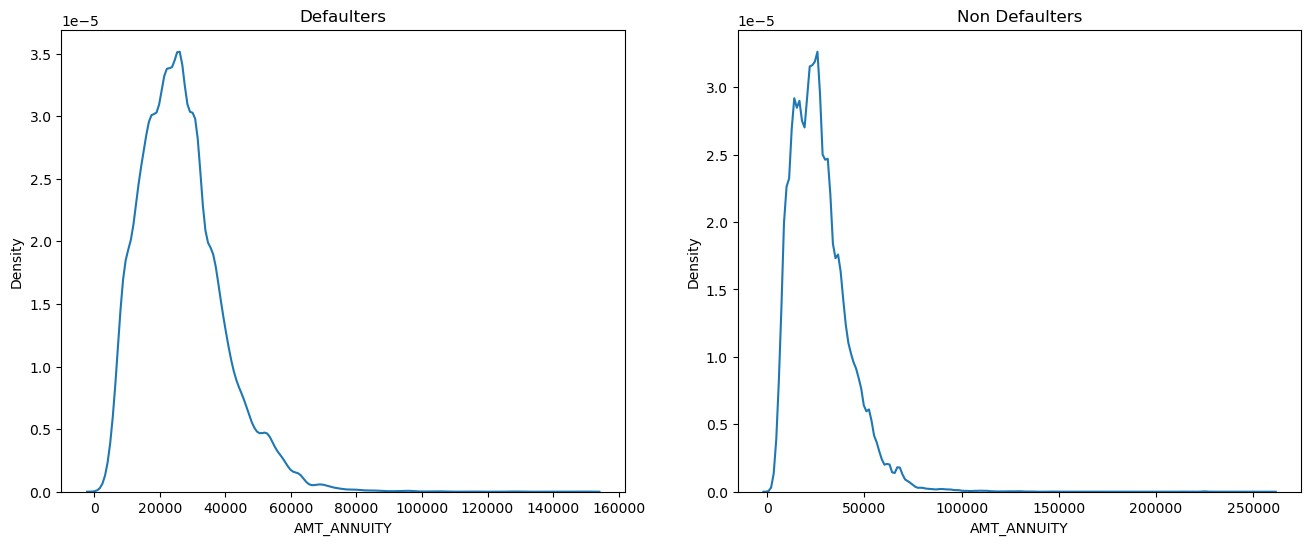 Defaulters
1e−5
3.5
3.0
2.5
2.0
1.5
1.0
0.5
0.0
Density
0 20000 40000 60000 80000 100000 120000 140000 160000
AMT_ANNUITY
Non Defaulters
1e−5
3.0
2.5
2.0
1.5
1.0
0.5
0.0
Density
0 50000 100000 150000 200000 250000
AMT_ANNUITY